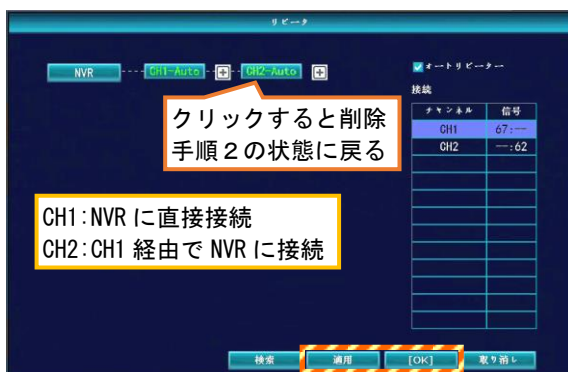 リピータ
NVR CH1-Auto + CH2-Auto +
オートリピーター
接続
チャンネル 信号
CH1 67:--
CH2 --:62
クリックすると削除
手順２の状態に戻る
CH1:NVR に直接接続
CH2:CH1 経由で NVR に接続
検索 適用 [OK] 取り消し